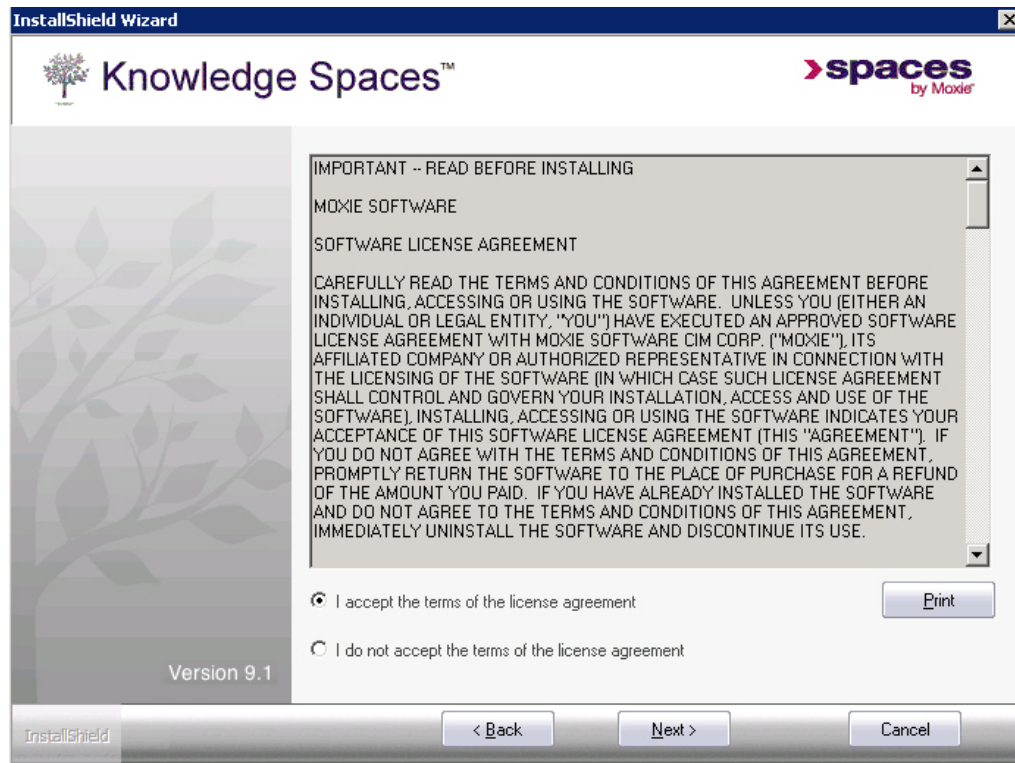 InstallShield Wizard
Knowledge Spaces™
spaces
by Moxie
IMPORTANT -- READ BEFORE INSTALLING
MOXIE SOFTWARE
SOFTWARE LICENSE AGREEMENT
CAREFULLY READ THE TERMS AND CONDITIONS OF THIS AGREEMENT BEFORE
INSTALLING, ACCESSING OR USING THE SOFTWARE.  UNLESS YOU (EITHER AN
INDIVIDUAL OR LEGAL ENTITY, "YOU") HAVE EXECUTED AN APPROVED SOFTWARE
LICENSE AGREEMENT WITH MOXIE SOFTWARE CIM CORP. ("MOXIE"), ITS
AFFILIATED COMPANY OR AUTHORIZED REPRESENTATIVE IN CONNECTION WITH
THE LICENSING OF THE SOFTWARE (IN WHICH CASE SUCH LICENSE AGREEMENT
SHALL CONTROL AND GOVERN YOUR INSTALLATION, ACCESS AND USE OF THE
SOFTWARE), INSTALLING, ACCESSING OR USING THE SOFTWARE INDICATES YOUR
ACCEPTANCE OF THIS SOFTWARE LICENSE AGREEMENT (THIS "AGREEMENT").  IF
YOU DO NOT AGREE WITH THE TERMS AND CONDITIONS OF THIS AGREEMENT,
PROMPTLY RETURN THE SOFTWARE TO THE PLACE OF PURCHASE FOR A REFUND
OF THE AMOUNT YOU PAID.  IF YOU HAVE ALREADY INSTALLED THE SOFTWARE
AND DO NOT AGREE TO THE TERMS AND CONDITIONS OF THIS AGREEMENT,
IMMEDIATELY UNINSTALL THE SOFTWARE AND DISCONTINUE ITS USE.
I accept the terms of the license agreement
Print
I do not accept the terms of the license agreement
Version 9.1
InstallShield
< Back
Next >
Cancel